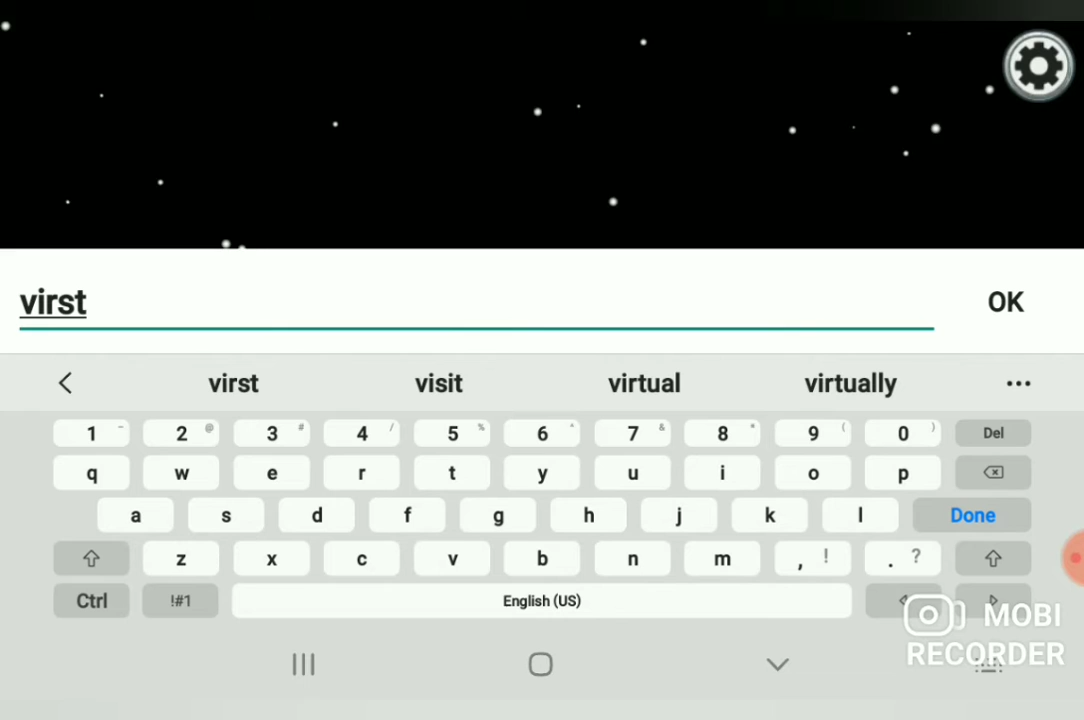 virst
OK
virst visit virtual virtually ...
1 - 2 @ 3 # 4 / 5 % 6 ^ 7 & 8 * 9 ( 0 ) Del
q w e r t y u i o p
a s d f g h j k l Done
z x c v b n m , ! . ?
Ctrl !#1 English (US)
MOBI
RECORDER